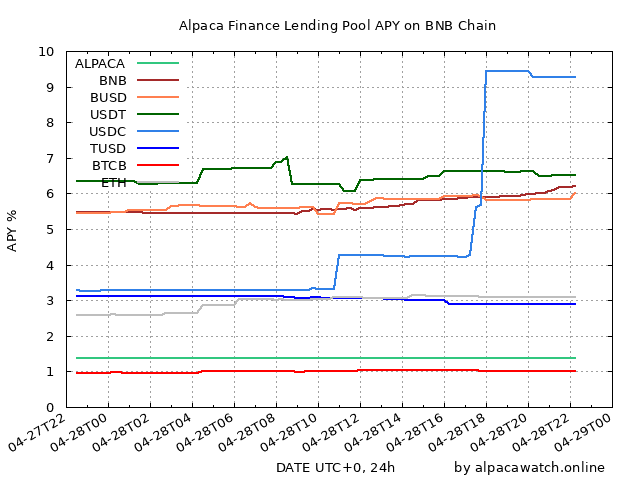 Alpaca Finance Lending Pool APY on BNB Chain
10
9
8
7
6
5
4
3
2
1
0
APY %
ALPACA
BNB
BUSD
USDT
USDC
TUSD
BTCB
ETH
04-27T22
04-28T00
04-28T02
04-28T04
04-28T06
04-28T08
04-28T10
04-28T12
04-28T14
04-28T16
04-28T18
04-28T20
04-28T22
04-29T00
DATE UTC+0, 24h
by alpacawatch.online